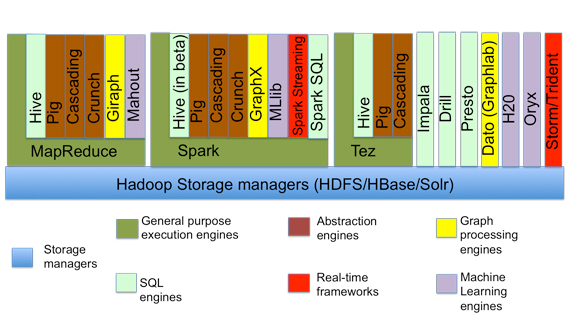 Hive
Pig
Cascading
Crunch
Giraph
Mahout
MapReduce
Hive (in beta)
Pig
Cascading
Crunch
GraphX
MLlib
Spark Streaming
Spark SQL
Spark
Hive
Pig
Cascading
Tez
Impala
Drill
Presto
Dato (Graphlab)
H20
Oryx
Storm/Trident
Hadoop Storage managers (HDFS/HBase/Solr)
Storage
managers
General purpose
execution engines
SQL
engines
Abstraction
engines
Real-time
frameworks
Graph
processing
engines
Machine
Learning
engines